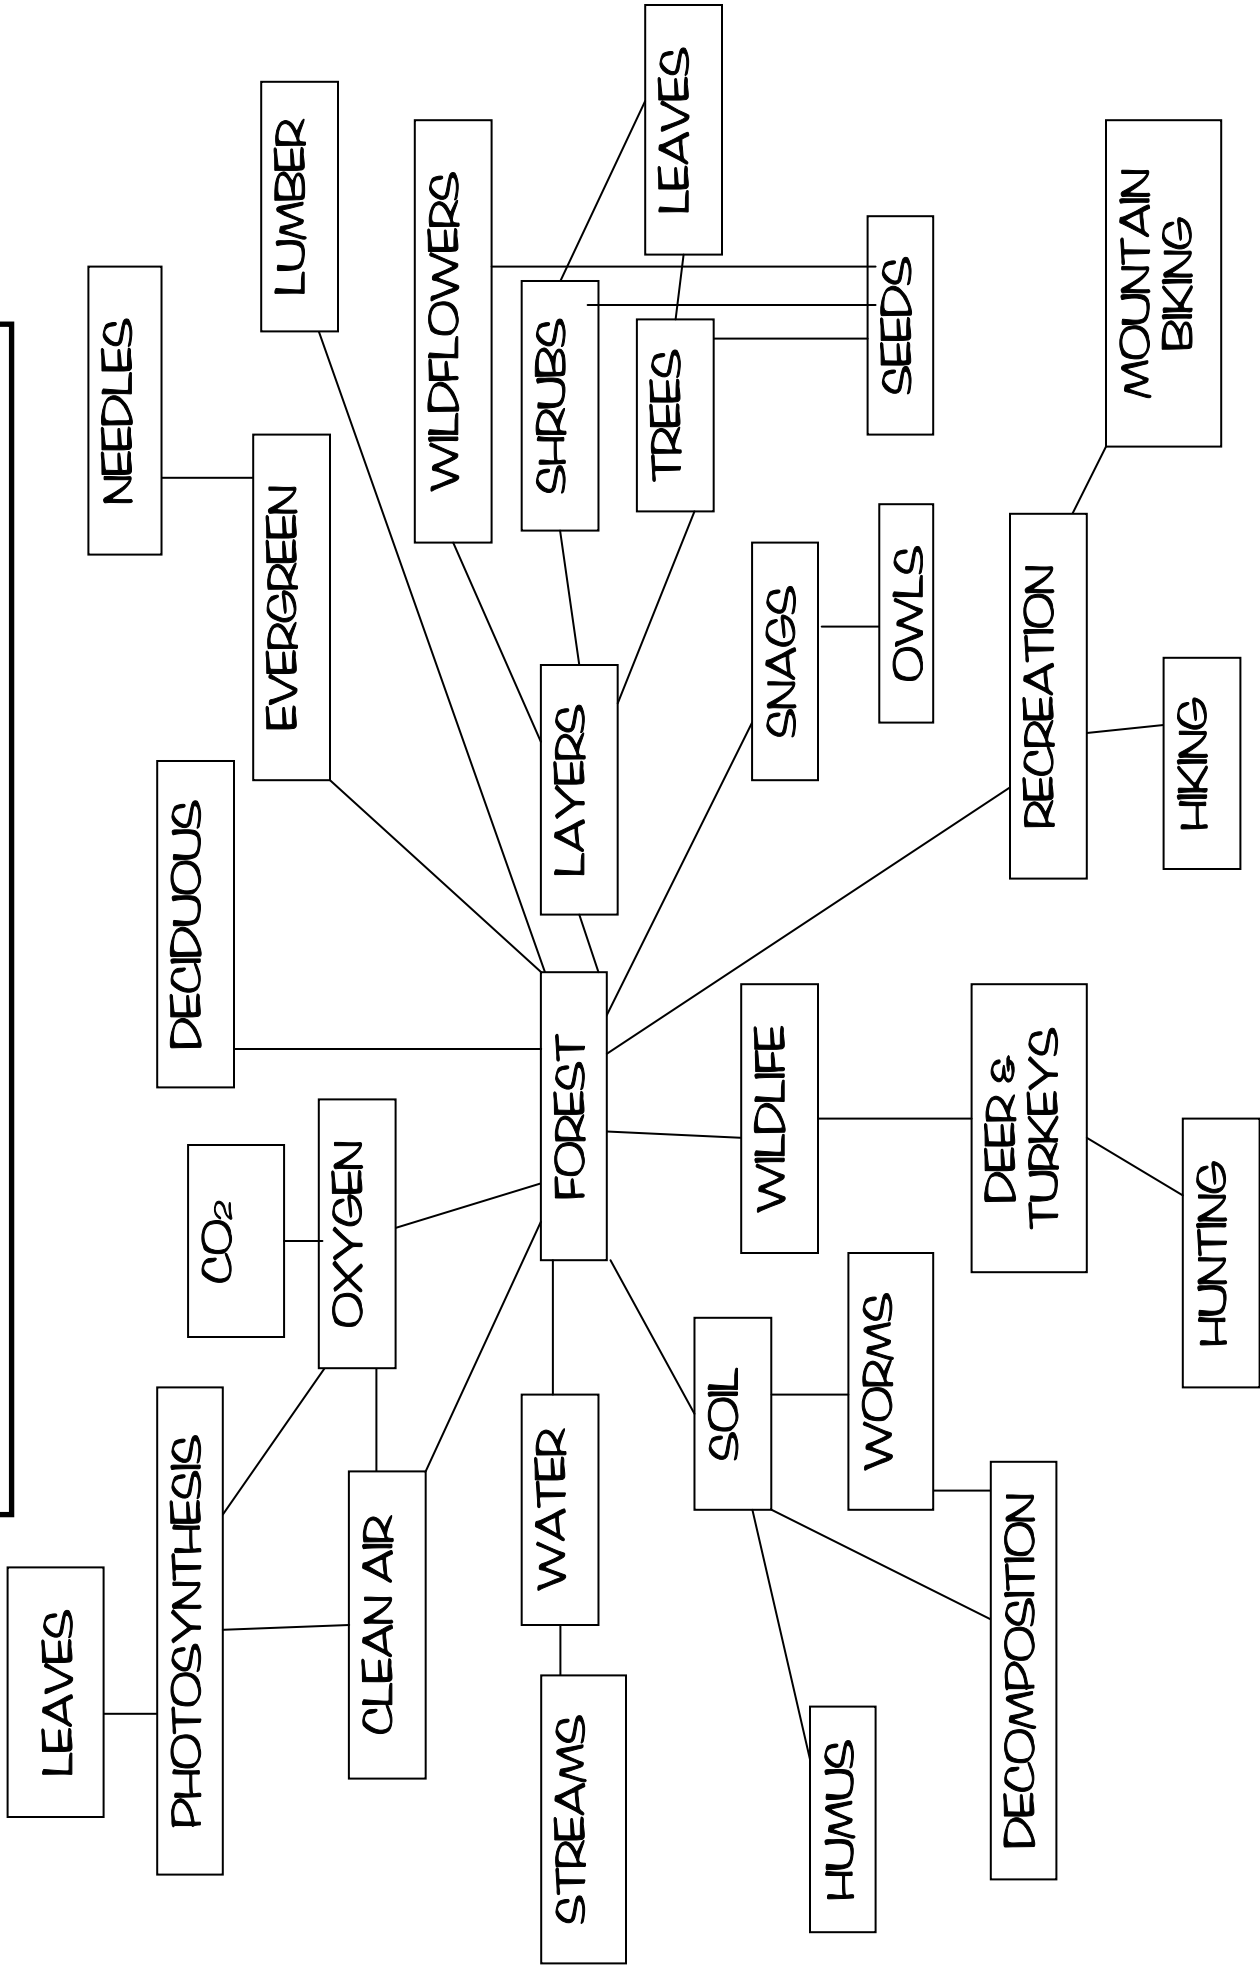 LEAVES
NEEDLES
PHOTOSYNTHESIS
CO₂
DECIDUOUS
EVERGREEN
LUMBER
CLEAN AIR
OXYGEN
WILDFLOWERS
STREAMS
WATER
FOREST
LAYERS
SHRUBS
TREES
LEAVES
SOIL
WILDLIFE
SNAGS
HUMUS
WORMS
OWLS
SEEDS
DECOMPOSITION
DEER &
TURKEYS
RECREATION
MOUNTAIN
BIKING
HUNTING
HIKING